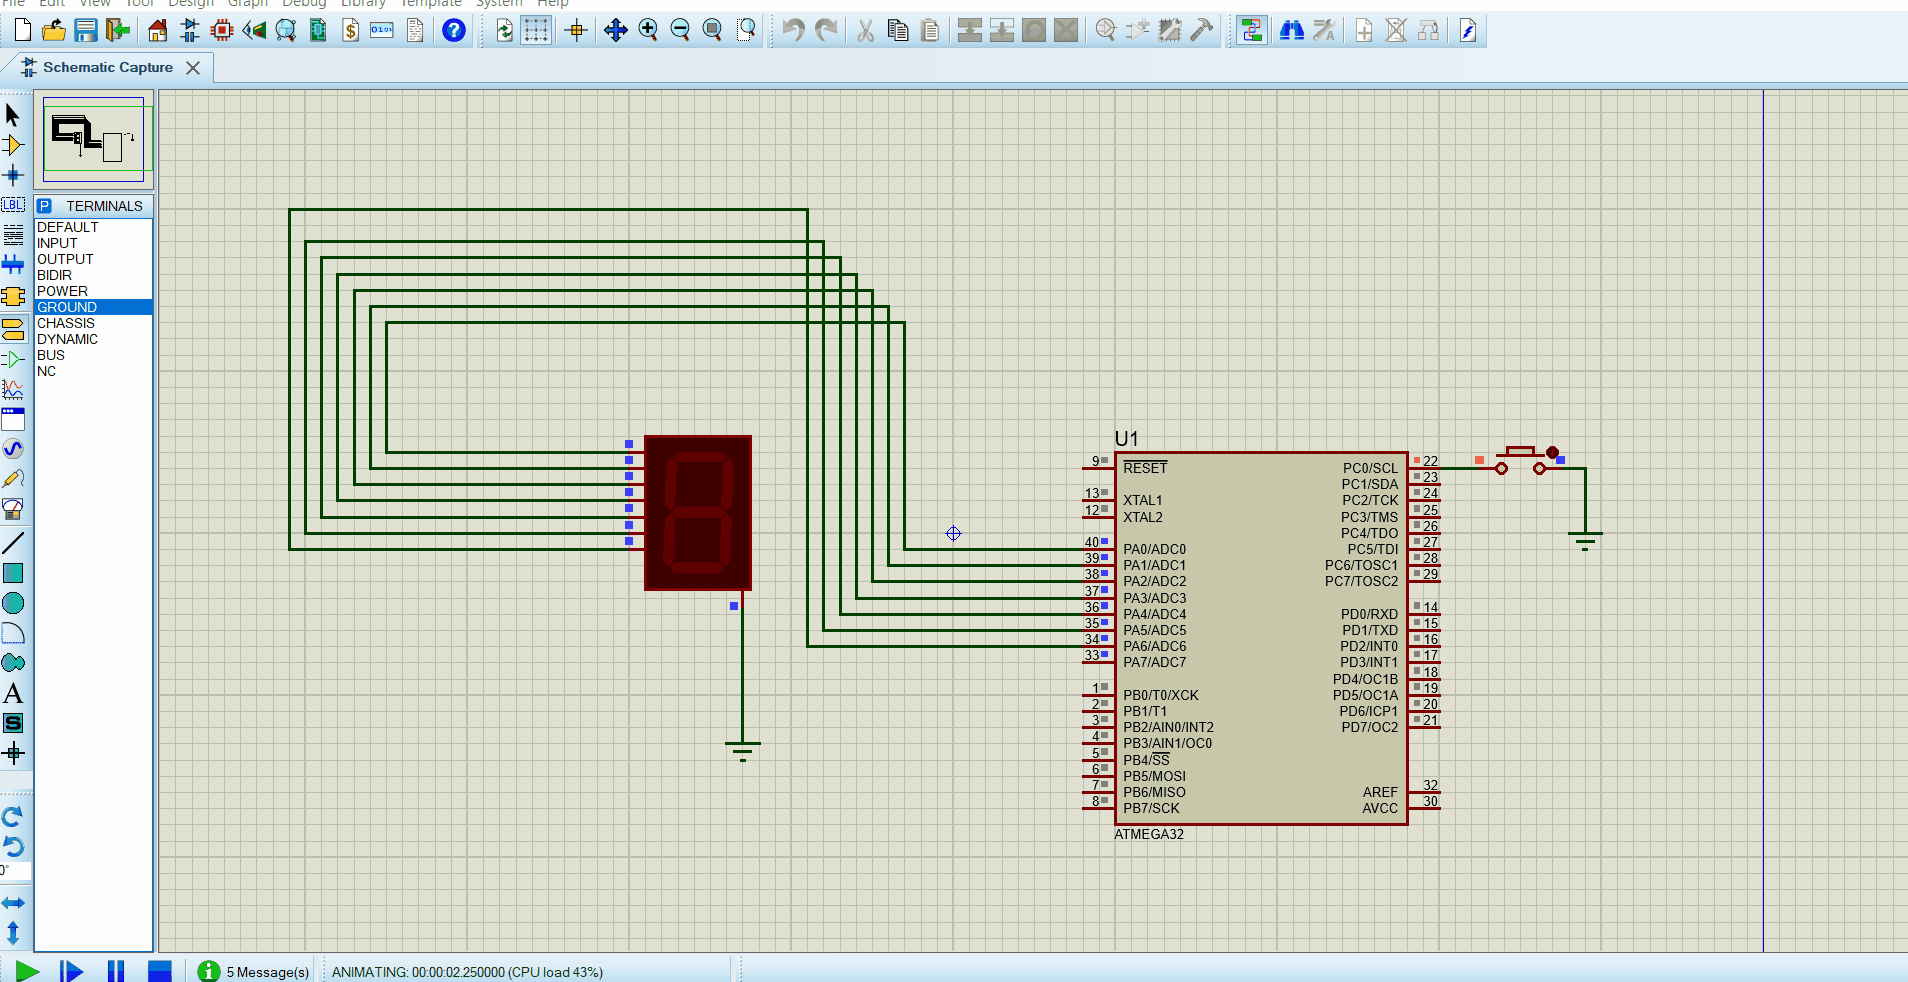 File Edit View Tool Design Graph Debug Library Template System Help
Schematic Capture
LBL
P TERMINALS
DEFAULT
INPUT
OUTPUT
BIDIR
POWER
GROUND
CHASSIS
DYNAMIC
BUS
NC
A
S
0°
U1
9 RESET
13 XTAL1
12 XTAL2
40 PA0/ADC0
39 PA1/ADC1
38 PA2/ADC2
37 PA3/ADC3
36 PA4/ADC4
35 PA5/ADC5
34 PA6/ADC6
33 PA7/ADC7
1 PB0/T0/XCK
2 PB1/T1
3 PB2/AIN0/INT2
4 PB3/AIN1/OC0
5 PB4/SS
6 PB5/MOSI
7 PB6/MISO
8 PB7/SCK
PC0/SCL 22
PC1/SDA 23
PC2/TCK 24
PC3/TMS 25
PC4/TDO 26
PC5/TDI 27
PC6/TOSC1 28
PC7/TOSC2 29
PD0/RXD 14
PD1/TXD 15
PD2/INT0 16
PD3/INT1 17
PD4/OC1B 18
PD5/OC1A 19
PD6/ICP1 20
PD7/OC2 21
AREF 32
AVCC 30
ATMEGA32
5 Message(s) ANIMATING: 00:00:02.250000 (CPU load 43%)